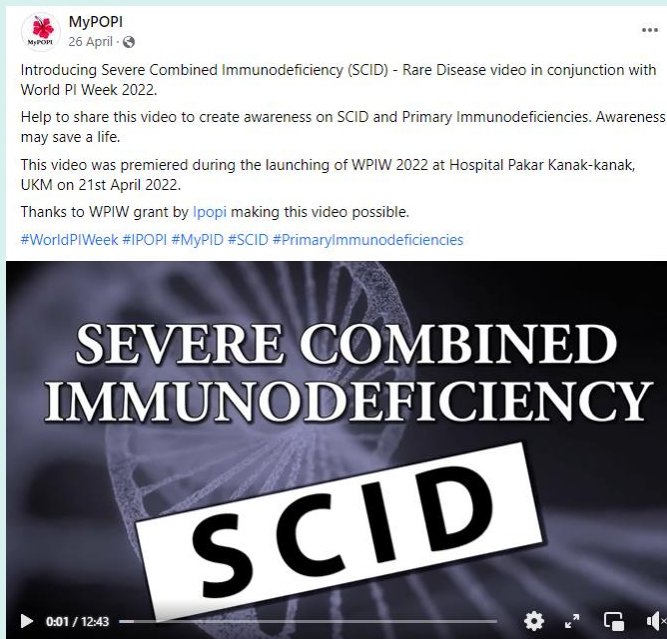 MyPOPI
MyPOPI
26 April
Introducing Severe Combined Immunodeficiency (SCID) - Rare Disease video in conjunction with
World PI Week 2022.
Help to share this video to create awareness on SCID and Primary Immunodeficiencies. Awareness
may save a life.
This video was premiered during the launching of WPIW 2022 at Hospital Pakar Kanak-kanak,
UKM on 21st April 2022.
Thanks to WPIW grant by Ipopi making this video possible.
#WorldPIWeek #IPOPI #MyPID #SCID #PrimaryImmunodeficiencies
SEVERE COMBINED
IMMUNODEFICIENCY
SCID
0:01 / 12:43